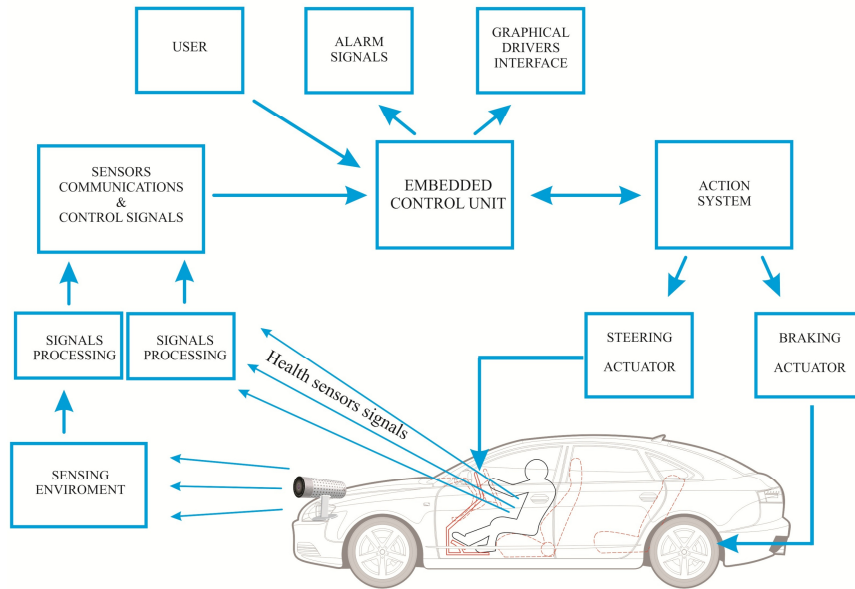 USER
ALARM
SIGNALS
GRAPHICAL
DRIVERS
INTERFACE
SENSORS
COMMUNICATIONS
&
CONTROL SIGNALS
EMBEDDED
CONTROL UNIT
ACTION
SYSTEM
SIGNALS
PROCESSING
SIGNALS
PROCESSING
Health sensors signals
STEERING
ACTUATOR
BRAKING
ACTUATOR
SENSING
ENVIROMENT